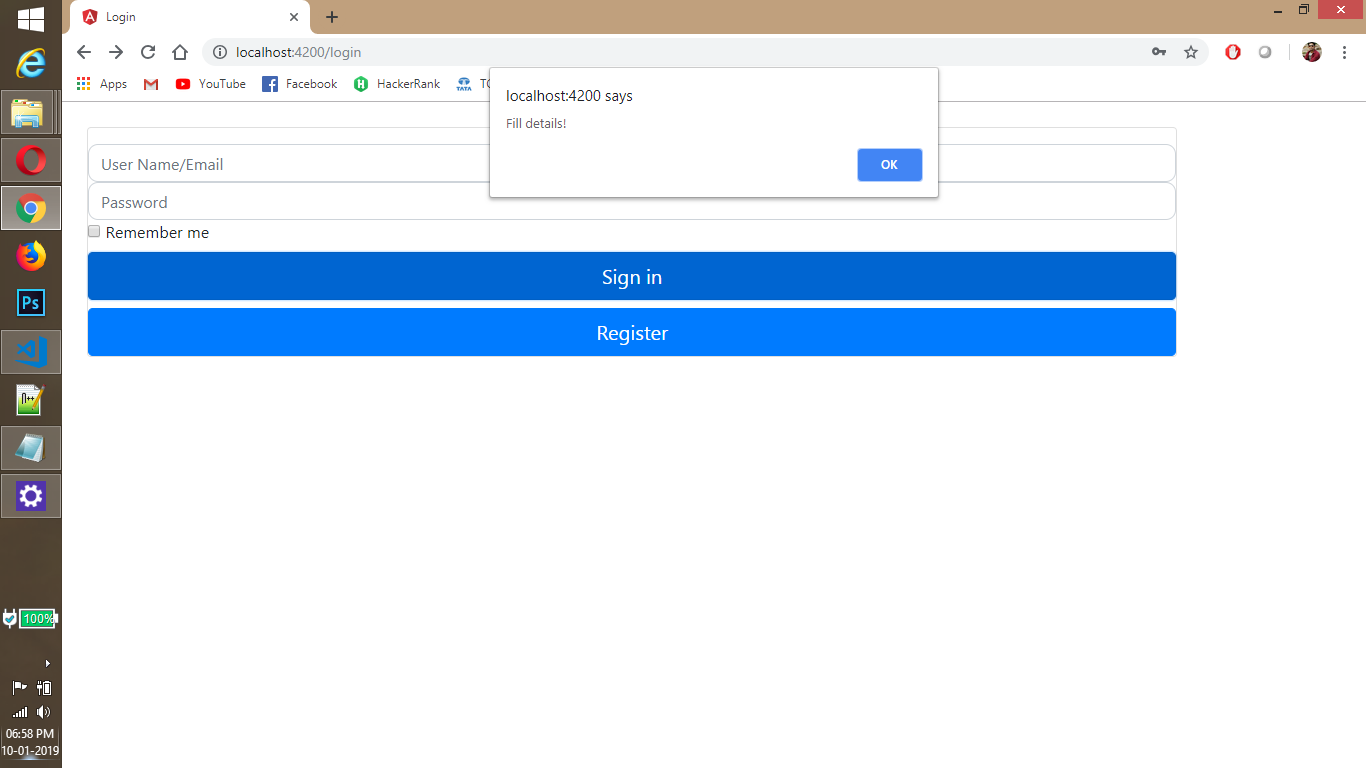 Login
localhost:4200/login
Apps
YouTube
Facebook
HackerRank
TATA
localhost:4200 says
Fill details!
OK
User Name/Email
Password
Remember me
Sign in
Register
Ps
100%
06:58 PM
10-01-2019